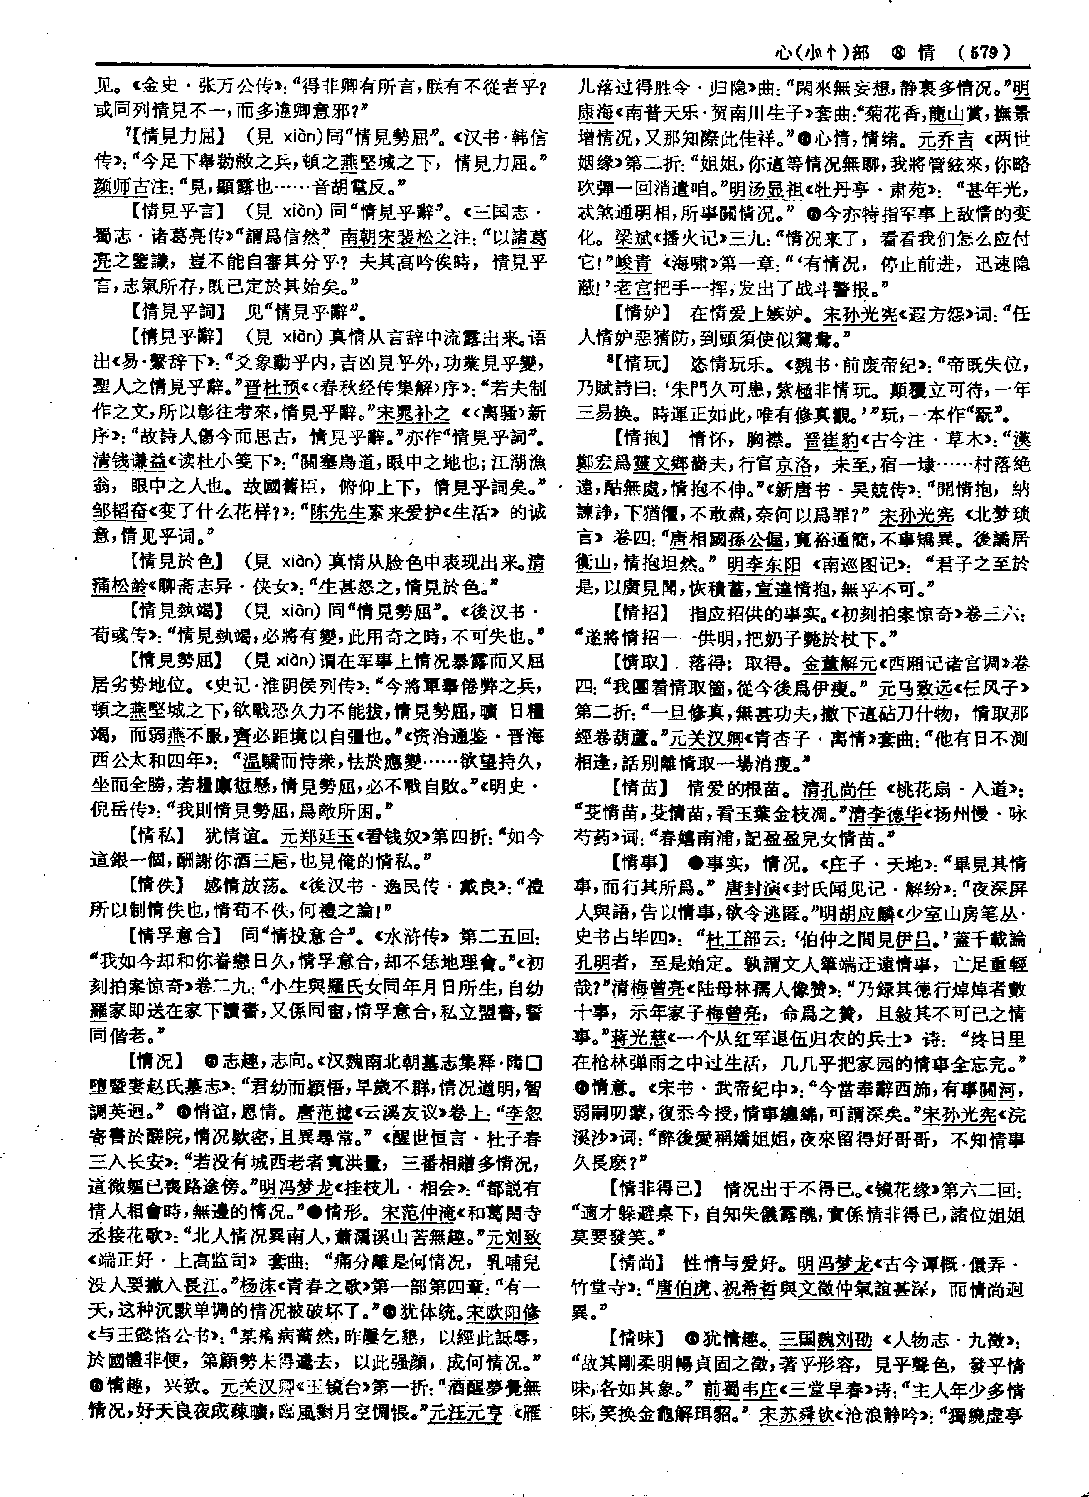 心(小忄)部 ⑧ 情 (579)
见。《金史·张万公传》:“得非卿有所言,朕有不從者乎?
或同列情見不一,而多違卿意邪?”
⁷【情見力屈】 (見 xiàn)同“情見勢屈”。《汉书·韩信
传》:“今足下舉勌敝之兵,頓之燕堅城之下, 情見力屈。”
颜师古注:“見,顯露也……音胡電反。”
【情見乎言】 (見 xiàn)同“情見乎辭”。《三国志·
蜀志·诸葛亮传》“謂爲信然” 南朝宋裴松之注:“以諸葛
亮之鑒識, 豈不能自審其分乎? 夫其高吟俟時, 情見乎
言,志氣所存,既已定於其始矣。”
【情見乎詞】 见“情見乎辭”。
【情見乎辭】 (見 xiàn)真情从言辞中流露出来。语
出《易·繫辞下》:“爻象動乎内,吉凶見乎外,功業見乎變,
聖人之情見乎辭。”晋杜预《〈春秋经传集解〉序》:“若夫制
作之文,所以彰往考來,情見乎辭。”宋晁补之 《〈离骚〉新
序》:“故詩人傷今而思古, 情見乎辭。”亦作“情見乎詞”。
清钱谦益《读杜小笺下》:“關塞鳥道,眼中之地也;江湖漁
翁, 眼中之人也。故國舊臣, 俯仰上下, 情見乎詞矣。”
邹韬奋《变了什么花样?》:“陈先生素来爱护《生活》 的诚
意,情见乎词。”
【情見於色】 (見 xiàn)真情从脸色中表现出来。清
蒲松龄《聊斋志异·侠女》:“生甚怒之,情見於色。”
【情見埶竭】 (見 xiàn)同“情見勢屈”。《後汉书·
荀彧传》:“情見埶竭,必將有變,此用奇之時,不可失也。”
【情見勢屈】 (見 xiàn)谓在军事上情况暴露而又屈
居劣势地位。《史记·淮阴侯列传》:“今將軍舉倦弊之兵,
頓之燕堅城之下,欲戰恐久力不能拔,情見勢屈,曠 日糧
竭, 而弱燕不服,齊必距境以自彊也。”《资治通鉴·晋海
西公太和四年》: “温驕而恃衆,怯於應變……欲望持久,
坐而全勝,若糧廩愆懸,情見勢屈,必不戰自敗。”《明史·
倪岳传》:“我則情見勢屈,爲敵所困。”
【情私】 犹情谊。元郑廷玉《看钱奴》第四折:“如今
這銀一個,酬謝你酒三巵,也見俺的情私。”
【情佚】 感情放荡。《後汉书·逸民传·戴良》:“禮
所以制情佚也,情苟不佚,何禮之論!”
【情孚意合】 同“情投意合”。《水浒传》 第二五回:
“我如今却和你眷戀日久,情孚意合,却不恁地理會。”《初
刻拍案惊奇》卷二九:“小生與羅氏女同年月日所生,自幼
羅家即送在家下讀書,又係同窗,情孚意合,私立盟書,誓
同偕老。”
【情况】 ❶志趣,志向。《汉魏南北朝墓志集释·隋囗
墮暨妻赵氏墓志》:“君幼而穎悟,早歲不群,情况道明,智
調英迥。” ❷情谊,恩情。唐范摅《云溪友议》卷上:“李忽
寄書於醪院,情况款密,且異尋常。” 《醒世恒言·杜子春
三入长安》:“若没有城西老者寬洪量, 三番相贈多情况,
這微軀已喪路途傍。”明冯梦龙《挂枝儿·相会》:“都説有
情人相會時,無邊的情况。”❸情形。宋范仲淹《和葛閎寺
丞接花歌》:“北人情况異南人,蕭灑溪山苦無趣。”元刘致
《端正好·上高监司》 套曲: “痛分離是何情况, 乳哺兒
没人要撇入長江。”杨沫《青春之歌》第一部第四章:“有一
天,这种沉默单调的情况被破坏了。”❹犹体统。宋欧阳修
《与王懿恪公书》:“某殆病薾然,昨屢乞懇, 以經此詆辱,
於國體非便, 第顧勢未得遽去, 以此强顔, 成何情况。”
❺情趣, 兴致。元关汉卿《玉镜台》第一折:“酒醒夢覺無
情况,好天良夜成疎曠,臨風對月空惆悵。”元汪元亨 《雁
儿落过得胜令·归隐》曲:“閑來無妄想,静裏多情况。”明
康海《南普天乐·贺南川生子》套曲:“菊花香,龍山賞,撫景
增情况,又那知際此佳祥。”❻心情,情绪。元乔吉 《两世
姻缘》第二折:“姐姐,你這等情况無聊,我將管絃來,你略
吹彈一回消遣咱。”明汤显祖《牡丹亭·肃苑》: “甚年光,
忒煞通明相,所事關情况。” ❼今亦特指军事上敌情的变
化。梁斌《播火记》三九:“情况来了, 看看我们怎么应付
它!”峻青 《海啸》第一章:“‘有情况, 停止前进, 迅速隐
蔽!’老宫把手一挥,发出了战斗警报。”
【情妒】 在情爱上嫉妒。宋孙光宪《遐方怨》词:“任
人情妒惡猜防,到頭須使似鴛鴦。”
⁸【情玩】 恣情玩乐。《魏书·前废帝纪》:“帝既失位,
乃賦詩曰:‘朱門久可患,紫極非情玩。顛覆立可待,一年
三易换。時運正如此,唯有修真觀。’”玩,一本作“翫”。
【情抱】 情怀, 胸襟。晋崔豹《古今注·草木》:“漢
鄭宏爲靈文鄉嗇夫,行官京洛, 未至,宿一埭……村落絶
遠,酤無處,情抱不伸。”《新唐书·吴兢传》:“聞情抱, 納
諫諍,下猶懼,不敢盡,奈何以爲罪?” 宋孙光宪 《北梦琐
言》 卷四:“唐相國孫公偓,寬裕通簡,不事矯異。後謫居
衡山,情抱坦然。” 明李东阳 《南巡图记》: “君子之至於
是,以廣見聞,恢積蓄,宣達情抱,無乎不可。”
【情招】 指应招供的事实。《初刻拍案惊奇》卷三六:
“遂將情招一一供明,把奶子斃於杖下。”
【情取】 落得; 取得。金董解元《西厢记诸宫调》卷
四:“我團着情取箇,從今後爲伊瘦。” 元马致远《任风子》
第二折:“一旦修真,無甚功夫,撇下這砧刀什物, 情取那
經卷葫蘆。”元关汉卿《青杏子·离情》套曲:“他有日不測
相逢,話别離情取一場消瘦。”
【情苗】 情爱的根苗。清孔尚任 《桃花扇·入道》:
“芟情苗,芟情苗,看玉葉金枝凋。”清李德华《扬州慢·咏
芍药》词:“春嬉南浦,記盈盈兒女情苗。”
【情事】 ❶事实, 情况。《庄子·天地》:“畢見其情
事,而行其所爲。” 唐封演《封氏闻见记·解纷》:“夜深屏
人與語,告以情事,欲令逃匿。”明胡应麟《少室山房笔丛·
史书占毕四》: “杜工部云:‘伯仲之間見伊吕。’蓋千載論
孔明者, 至是始定。孰謂文人筆端迂遠情事, 亡足重輕
哉?”清梅曾亮《陆母林孺人像赞》:“乃録其德行焯焯者數
十事, 示年家子梅曾亮, 命爲之贊, 且敍其不可已之情
事。”蒋光慈《一个从红军退伍归农的兵士》 诗: “终日里
在枪林弹雨之中过生活, 几几乎把家园的情事全忘完。”
❷情意。《宋书·武帝纪中》:“今當奉辭西旆,有事關河,
弱嗣叨蒙,復忝今授,情事纏綿,可謂深矣。”宋孙光宪《浣
溪沙》词:“醉後愛稱嬌姐姐,夜來留得好哥哥, 不知情事
久長麽?”
【情非得已】 情况出于不得已。《镜花缘》第六二回:
“適才躲避桌下,自知失儀露醜,實係情非得已,諸位姐姐
莫要發笑。”
【情尚】 性情与爱好。明冯梦龙《古今谭概·儇弄·
竹堂寺》:“唐伯虎、祝希哲與文徵仲氣誼甚深, 而情尚迥
異。”
【情味】 ❶犹情趣。三国魏刘劭 《人物志·九徵》:
“故其剛柔明暢貞固之徵,著乎形容, 見乎聲色, 發乎情
味,各如其象。” 前蜀韦庄《三堂早春》诗:“主人年少多情
味,笑换金龜解珥貂。” 宋苏舜钦《沧浪静吟》:“獨繞虚亭